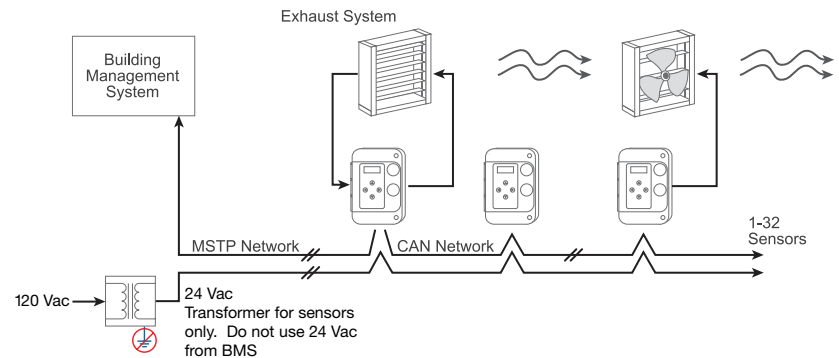 Exhaust System
Building
Management
System
MSTP Network
CAN Network
1-32
Sensors
120 Vac
24 Vac
Transformer for sensors
only.  Do not use 24 Vac
from BMS